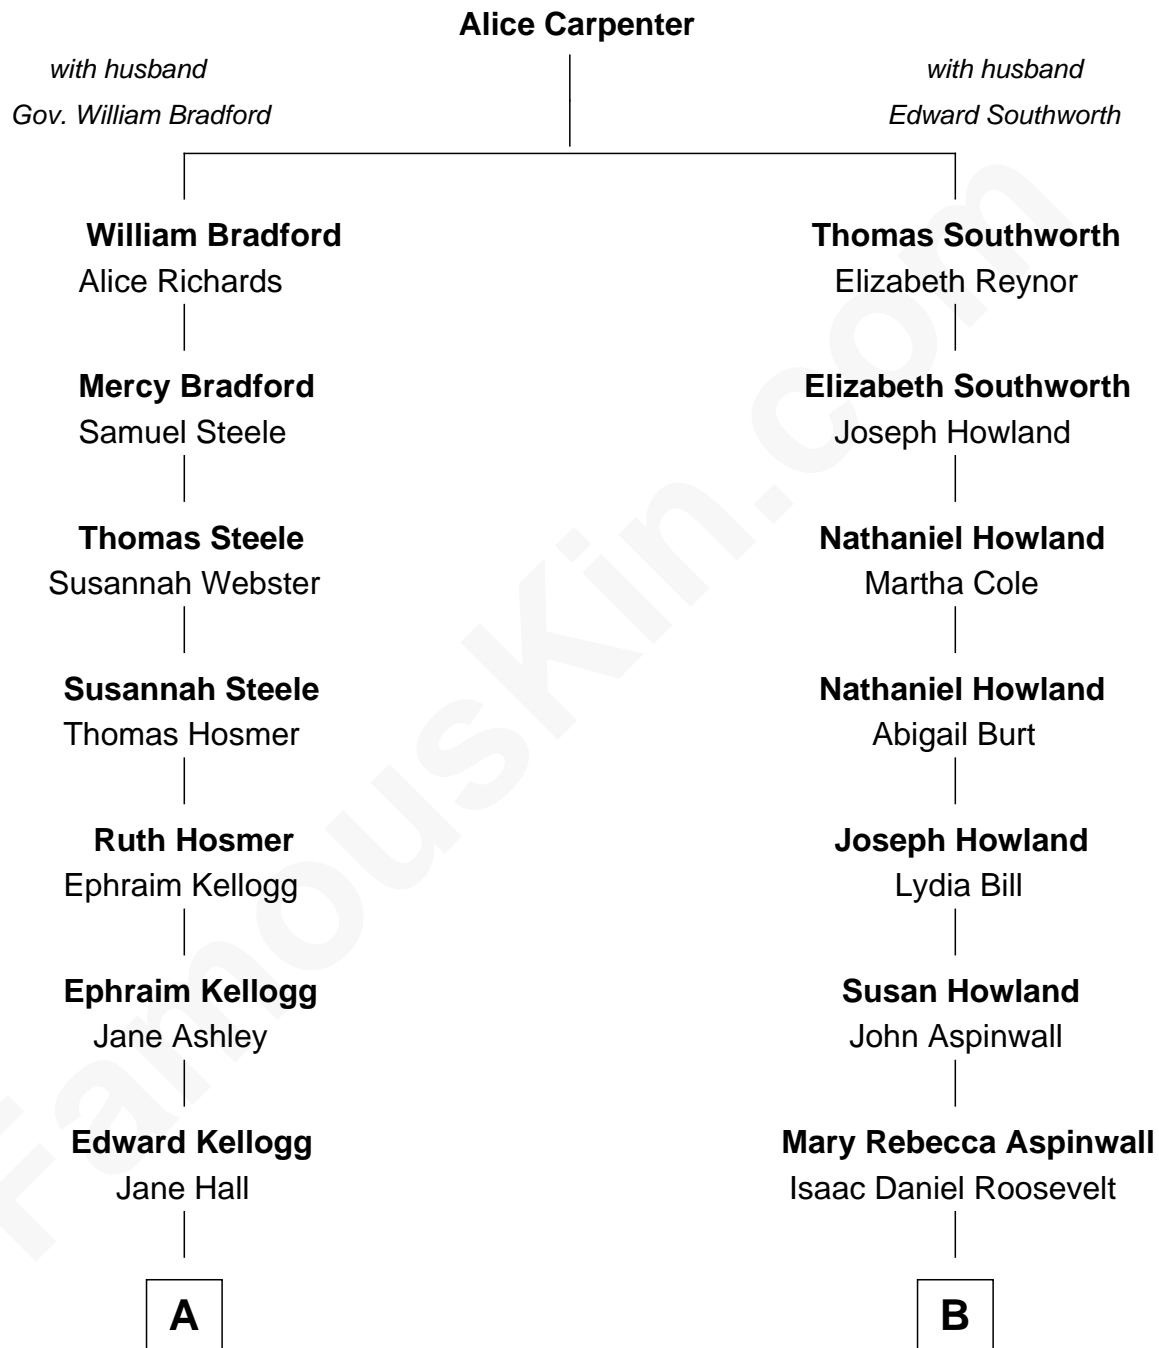 Alice Carpenter
with husband
Gov. William Bradford
with husband
Edward Southworth
William Bradford
Alice Richards
Thomas Southworth
Elizabeth Reynor
Mercy Bradford
Samuel Steele
Elizabeth Southworth
Joseph Howland
Thomas Steele
Susannah Webster
Nathaniel Howland
Martha Cole
Susannah Steele
Thomas Hosmer
Nathaniel Howland
Abigail Burt
Ruth Hosmer
Ephraim Kellogg
Joseph Howland
Lydia Bill
Ephraim Kellogg
Jane Ashley
Susan Howland
John Aspinwall
Edward Kellogg
Jane Hall
Mary Rebecca Aspinwall
Isaac Daniel Roosevelt
A
B
FamousKin.com